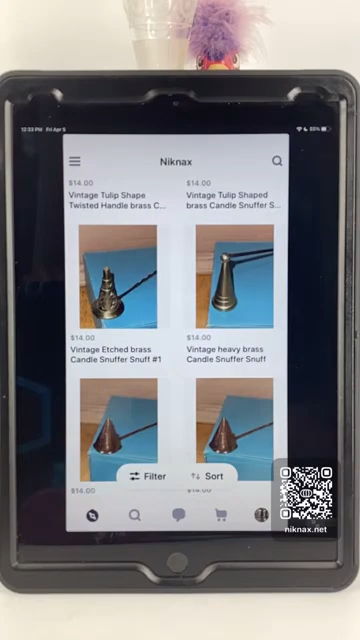 12:33 PM Fri Apr 5
55%
Niknax
$14.00
Vintage Tulip Shape
Twisted Handle brass C...
$14.00
Vintage Tulip Shaped
brass Candle Snuffer S...
$14.00
Vintage Etched brass
Candle Snuffer Snuff #1
$14.00
Vintage heavy brass
Candle Snuffer Snuff
Filter
Sort
$14.00
$14.00
niknax.net